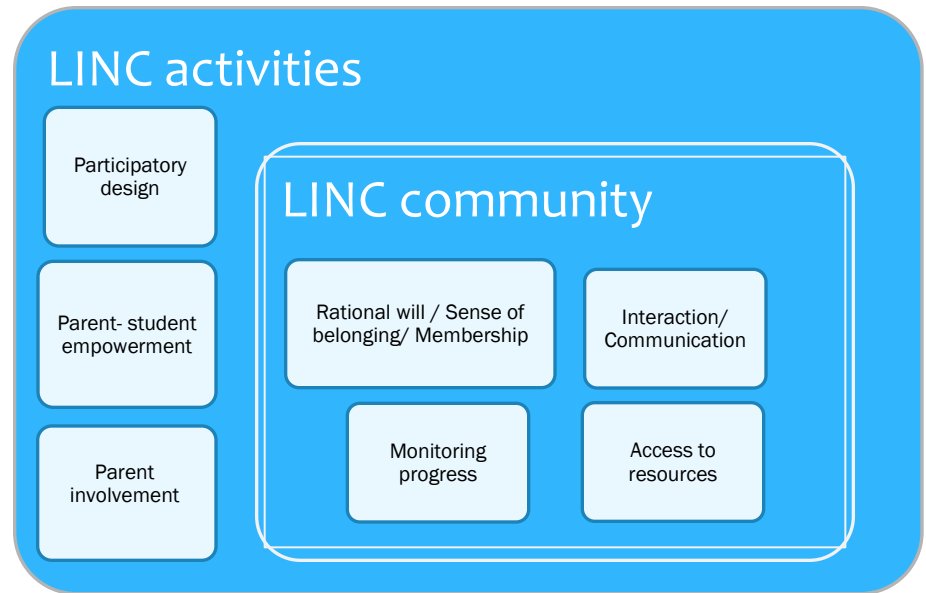 LINC activities
Participatory
design
Parent- student
empowerment
Parent
involvement
LINC community
Rational will / Sense of
belonging/ Membership
Interaction/
Communication
Monitoring
progress
Access to
resources